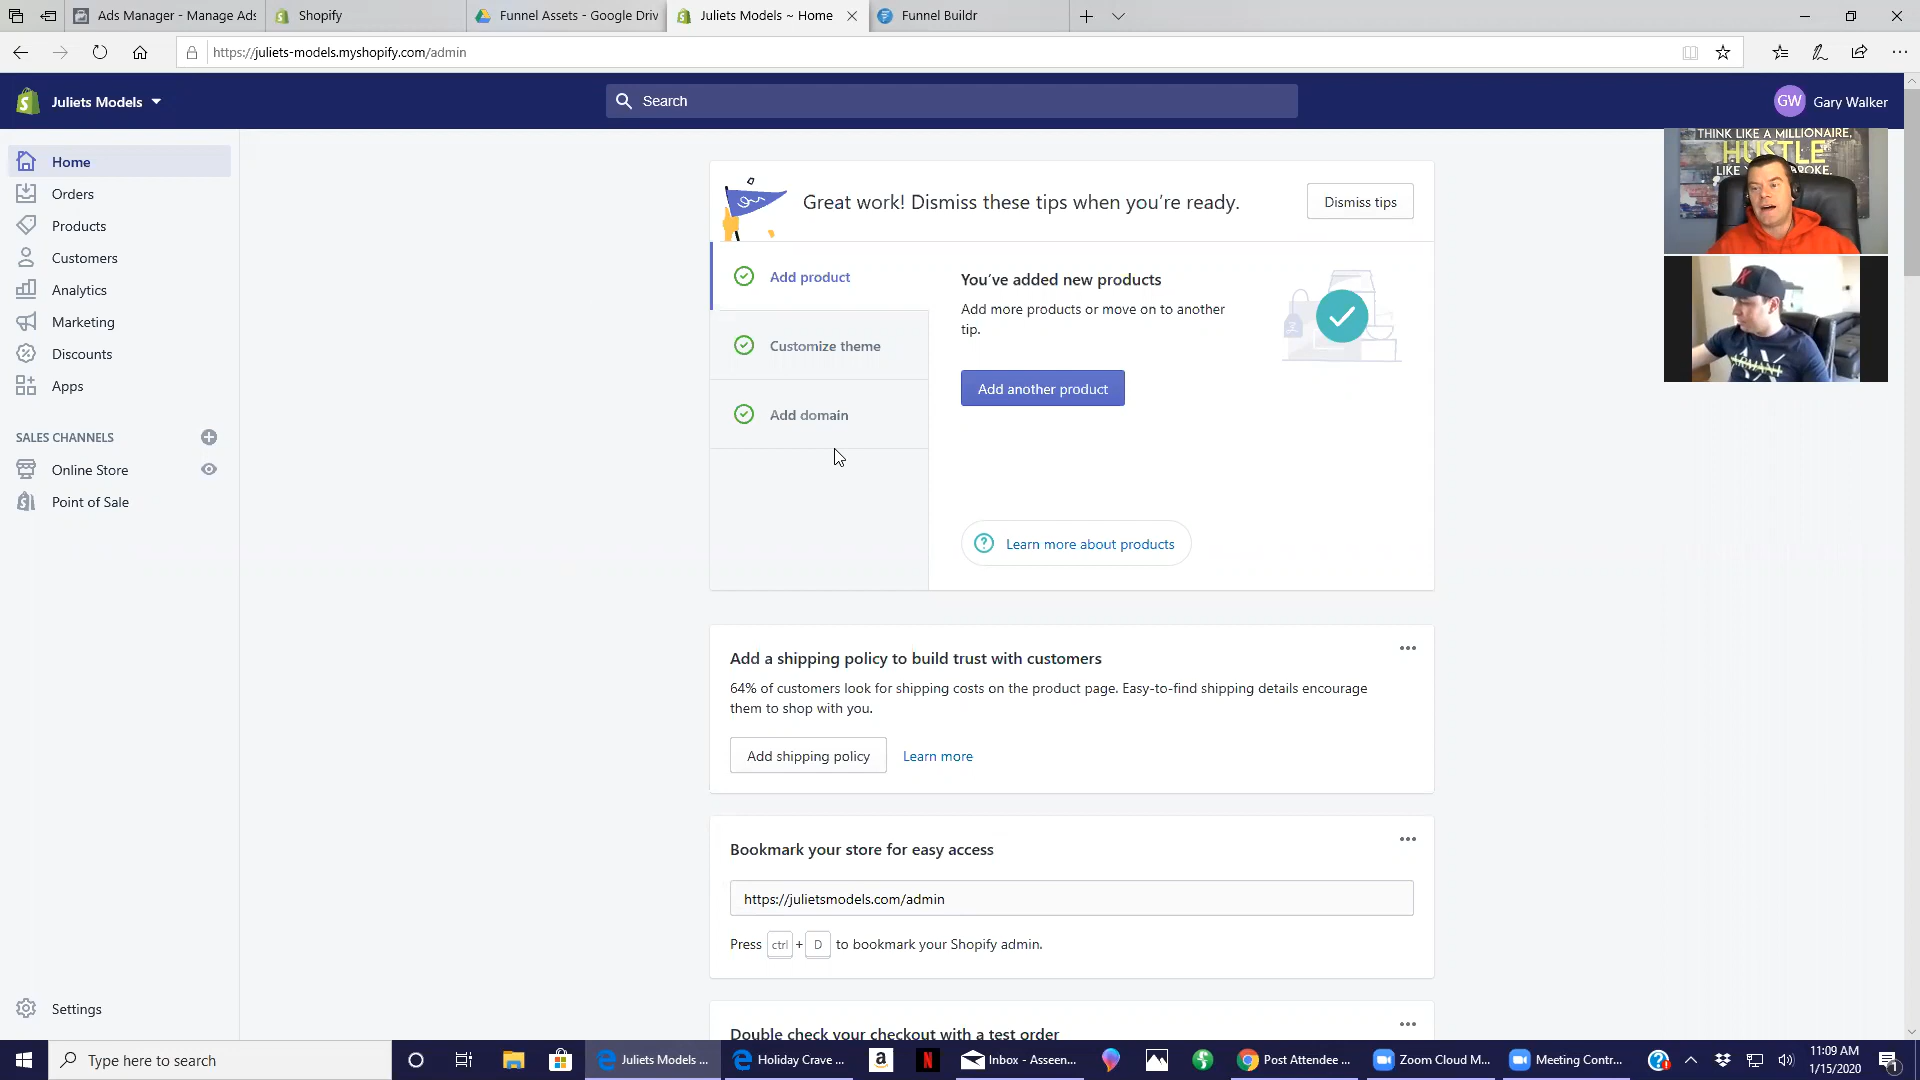 Ads Manager - Manage Ads
Shopify
Funnel Assets - Google Driv
Juliets Models ~ Home
Funnel Buildr
https://juliets-models.myshopify.com/admin
Juliets Models
Search
GW
Gary Walker
THINK LIKE A MILLIONAIRE,
HUSTLE
Home
Orders
Products
Customers
Analytics
Marketing
Discounts
Apps
SALES CHANNELS
Online Store
Point of Sale
Settings
Great work! Dismiss these tips when you're ready.
Dismiss tips
Add product
Customize theme
Add domain
You've added new products
Add more products or move on to another
tip.
Add another product
Learn more about products
Add a shipping policy to build trust with customers
64% of customers look for shipping costs on the product page. Easy-to-find shipping details encourage
them to shop with you.
Add shipping policy
Learn more
Bookmark your store for easy access
https://julietsmodels.com/admin
Press ctrl + D to bookmark your Shopify admin.
Double check your checkout with a test order
Type here to search
Juliets Models ...
Holiday Crave ...
Inbox - Asseen...
Post Attendee ...
Zoom Cloud M...
Meeting Contr...
11:09 AM
1/15/2020
1